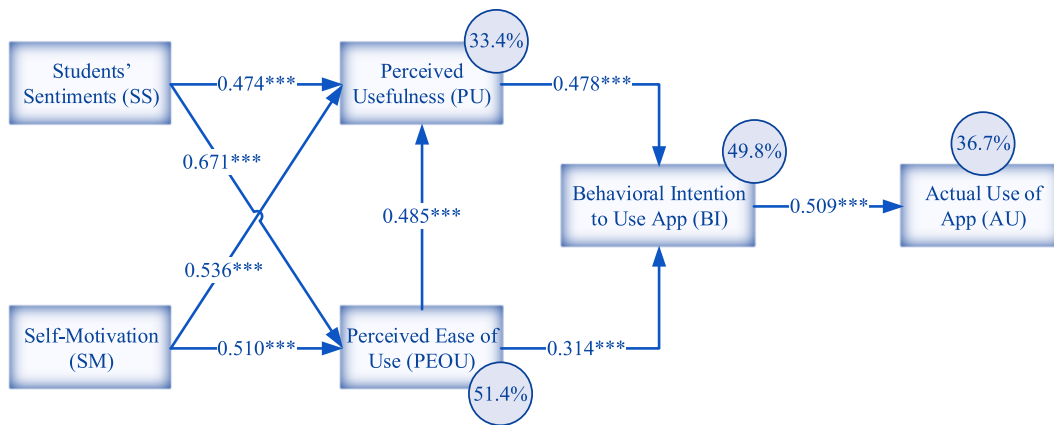 33.4%
Students’
Sentiments (SS)
0.474***
Perceived
Usefulness (PU)
0.478***
49.8%
36.7%
0.671***
Behavioral Intention
to Use App (BI)
0.509***
Actual Use of
App (AU)
0.485***
0.536***
Self-Motivation
(SM)
0.510***
Perceived Ease of
Use (PEOU)
0.314***
51.4%